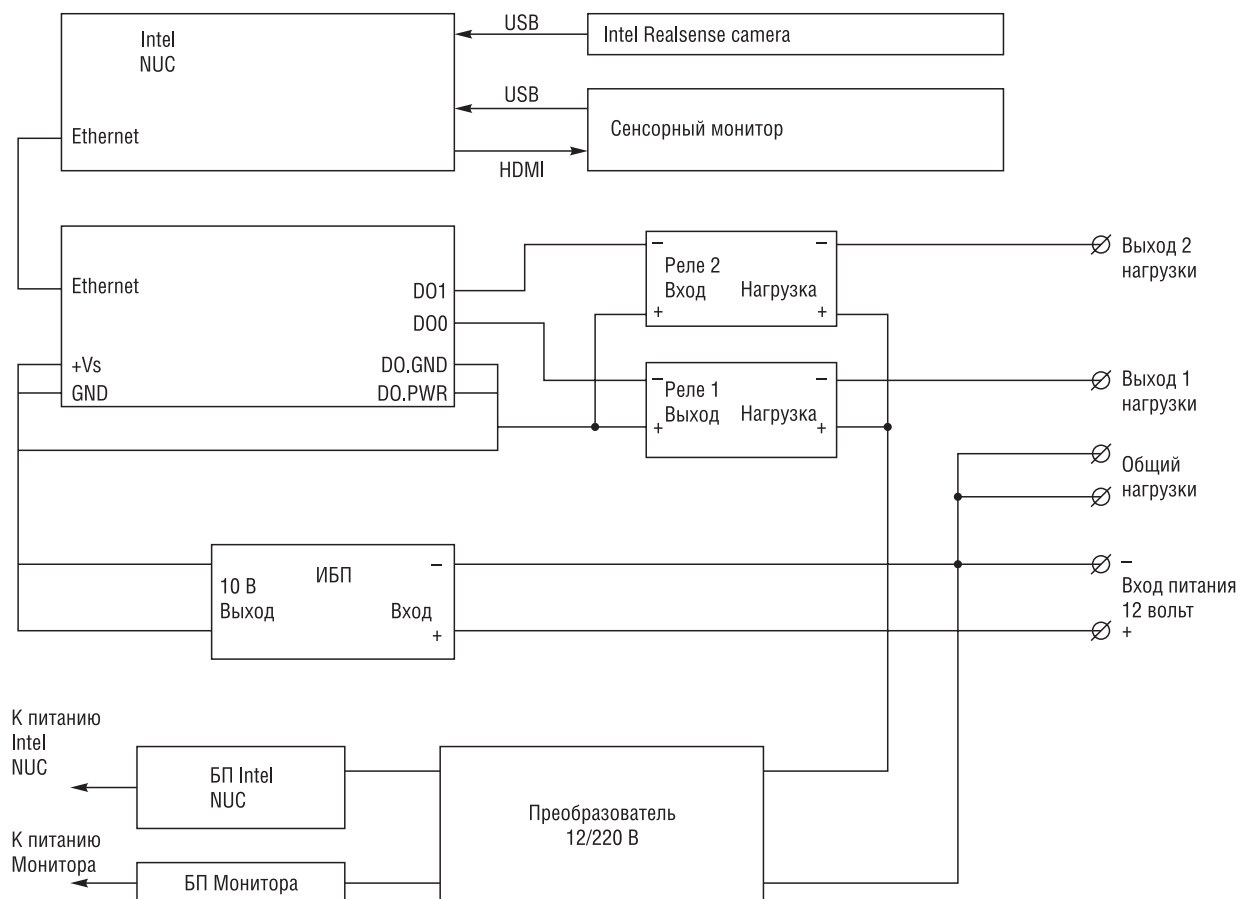 Intel
NUC
USB
Intel Realsense camera
USB
Сенсорный монитор
Ethernet
HDMI
Ethernet
DO1
DO0
+Vs
DO.GND
GND
DO.PWR
–
–
Реле 2
Вход
Нагрузка
+
+
Выход 2
нагрузки
–
–
Реле 1
Выход
Нагрузка
+
+
Выход 1
нагрузки
Общий
нагрузки
ИБП
–
10 В
Выход
Вход
+
–
Вход питания
12 вольт
+
К питанию
Intel
NUC
БП Intel
NUC
Преобразователь
12/220 В
К питанию
Монитора
БП Монитора